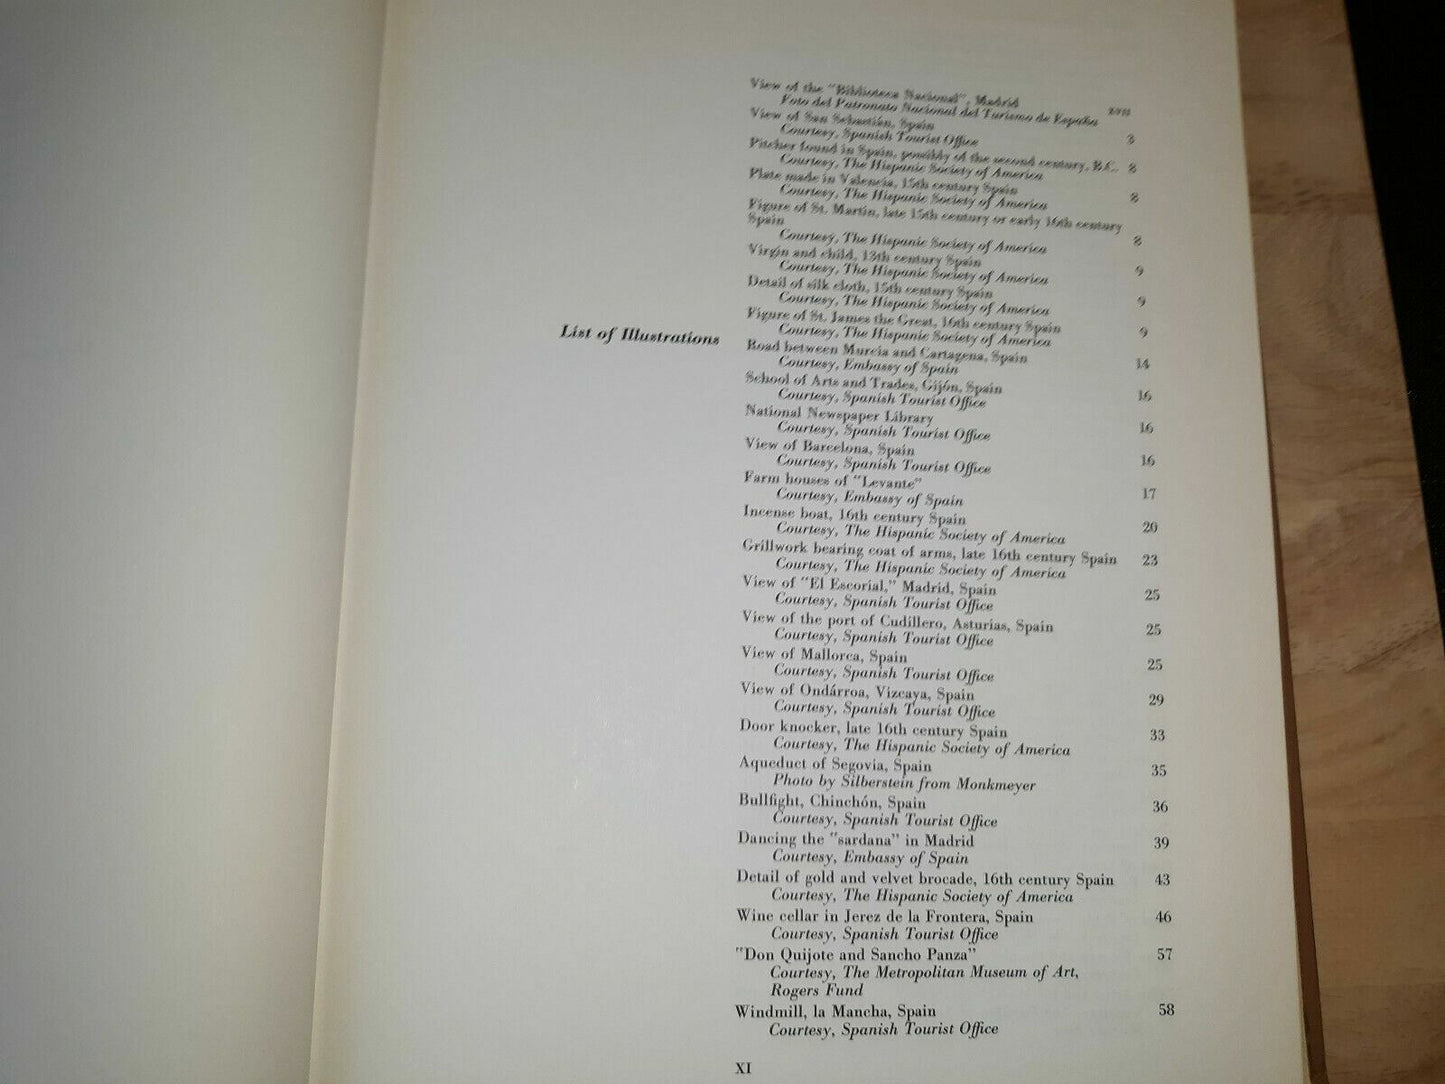 List of Illustrations
View of the "Biblioteca Nacional", Madrid XVII
Foto del Patronato Nacional del Turismo de España
View of San Sebastián, Spain 3
Courtesy, Spanish Tourist Office
Pitcher found in Spain, possibly of the second century, B.C. 8
Courtesy, The Hispanic Society of America
Plate made in Valencia, 15th century Spain 8
Courtesy, The Hispanic Society of America
Figure of St. Martin, late 15th century or early 16th century
Spain 8
Courtesy, The Hispanic Society of America
Virgin and child, 13th century Spain 9
Courtesy, The Hispanic Society of America
Detail of silk cloth, 15th century Spain 9
Courtesy, The Hispanic Society of America
Figure of St. James the Great, 16th century Spain 9
Courtesy, The Hispanic Society of America
Road between Murcia and Cartagena, Spain 14
Courtesy, Embassy of Spain
School of Arts and Trades, Gijón, Spain 16
Courtesy, Spanish Tourist Office
National Newspaper Library 16
Courtesy, Spanish Tourist Office
View of Barcelona, Spain 16
Courtesy, Spanish Tourist Office
Farm houses of "Levante" 17
Courtesy, Embassy of Spain
Incense boat, 16th century Spain 20
Courtesy, The Hispanic Society of America
Grillwork bearing coat of arms, late 16th century Spain 23
Courtesy, The Hispanic Society of America
View of "El Escorial," Madrid, Spain 25
Courtesy, Spanish Tourist Office
View of the port of Cudillero, Asturias, Spain 25
Courtesy, Spanish Tourist Office
View of Mallorca, Spain 25
Courtesy, Spanish Tourist Office
View of Ondárroa, Vizcaya, Spain 29
Courtesy, Spanish Tourist Office
Door knocker, late 16th century Spain 33
Courtesy, The Hispanic Society of America
Aqueduct of Segovia, Spain 35
Photo by Silberstein from Monkmeyer
Bullfight, Chinchón, Spain 36
Courtesy, Spanish Tourist Office
Dancing the "sardana" in Madrid 39
Courtesy, Embassy of Spain
Detail of gold and velvet brocade, 16th century Spain 43
Courtesy, The Hispanic Society of America
Wine cellar in Jerez de la Frontera, Spain 46
Courtesy, Spanish Tourist Office
"Don Quijote and Sancho Panza" 57
Courtesy, The Metropolitan Museum of Art,
Rogers Fund
Windmill, la Mancha, Spain 58
Courtesy, Spanish Tourist Office
XI